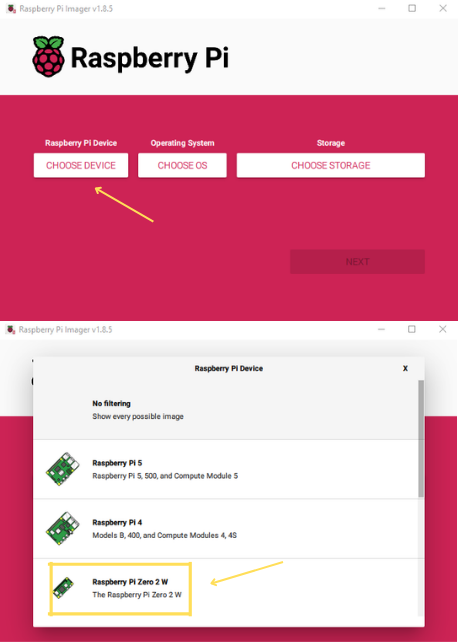 Raspberry Pi Imager v1.8.5
Raspberry Pi
Raspberry Pi Device
Operating System
Storage
CHOOSE DEVICE
CHOOSE OS
CHOOSE STORAGE
NEXT
Raspberry Pi Imager v1.8.5
Raspberry Pi Device
X
No filtering
Show every possible image
Raspberry Pi 5
Raspberry Pi 5, 500, and Compute Module 5
Raspberry Pi 4
Models B, 400, and Compute Modules 4, 4S
Raspberry Pi Zero 2 W
The Raspberry Pi Zero 2 W